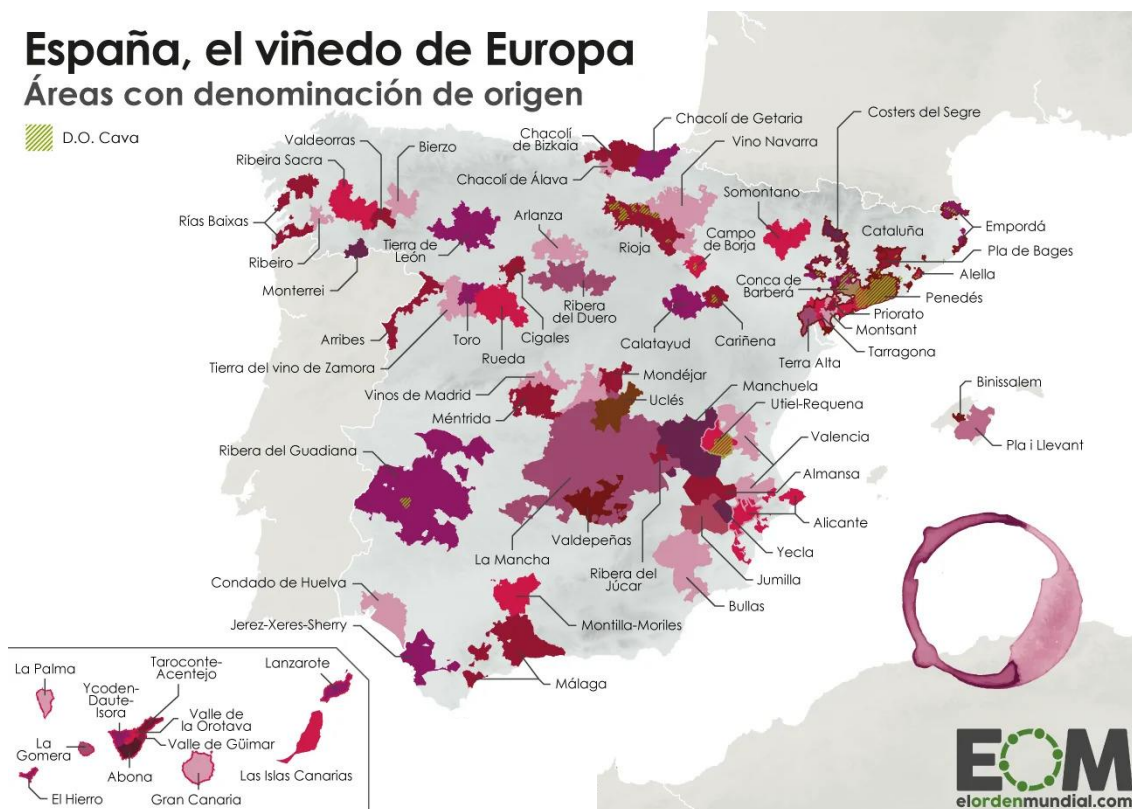 España, el viñedo de Europa
Áreas con denominación de origen
D.O. Cava
Valdeorras
Bierzo
Ribeira Sacra
Rías Baixas
Ribeiro
Monterrei
Tierra de
León
Arlanza
Chacolí
de Bizkaia
Chacolí de Getaria
Chacolí de Álava
Vino Navarra
Costers del Segre
Somontano
Rioja
Campo
de Borja
Cataluña
Empordá
Pla de Bages
Alella
Conca de
Barberá
Penedés
Priorato
Montsant
Tarragona
Terra Alta
Arribes
Toro
Rueda
Cigales
Ribera
del Duero
Calatayud
Cariñena
Tierra del vino de Zamora
Vinos de Madrid
Mondéjar
Méntrida
Uclés
Manchuela
Utiel-Requena
Valencia
Almansa
Alicante
Yecla
Jumilla
Bullas
Binissalem
Pla i Llevant
Ribera del Guadiana
La Mancha
Valdepeñas
Ribera del
Júcar
Condado de Huelva
Jerez-Xeres-Sherry
Montilla-Moriles
Málaga
La Palma
Ycoden-
Daute-
Isora
Taroconte-
Acentejo
Valle de
la Orotava
Valle de Güimar
La
Gomera
Abona
El Hierro
Gran Canaria
Lanzarote
Las Islas Canarias
EOM
elordenmundial.com